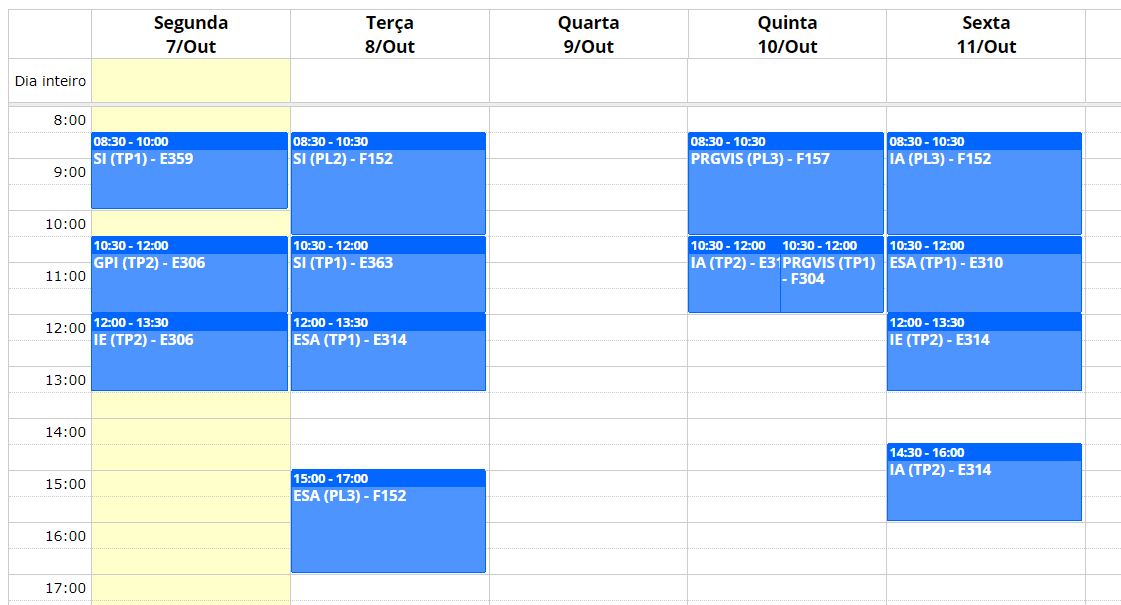 Segunda
7/Out
Terça
8/Out
Quarta
9/Out
Quinta
10/Out
Sexta
11/Out
Dia inteiro
8:00
9:00
10:00
11:00
12:00
13:00
14:00
15:00
16:00
17:00
08:30 - 10:00
SI (TP1) - E359
10:30 - 12:00
GPI (TP2) - E306
12:00 - 13:30
IE (TP2) - E306
08:30 - 10:30
SI (PL2) - F152
10:30 - 12:00
SI (TP1) - E363
12:00 - 13:30
ESA (TP1) - E314
15:00 - 17:00
ESA (PL3) - F152
08:30 - 10:30
PRGVIS (PL3) - F157
10:30 - 12:00
IA (TP2) -
10:30 - 12:00
PRGVIS (TP1)
- F304
08:30 - 10:30
IA (PL3) - F152
10:30 - 12:00
ESA (TP1) - E310
12:00 - 13:30
IE (TP2) - E314
14:30 - 16:00
IA (TP2) - E314